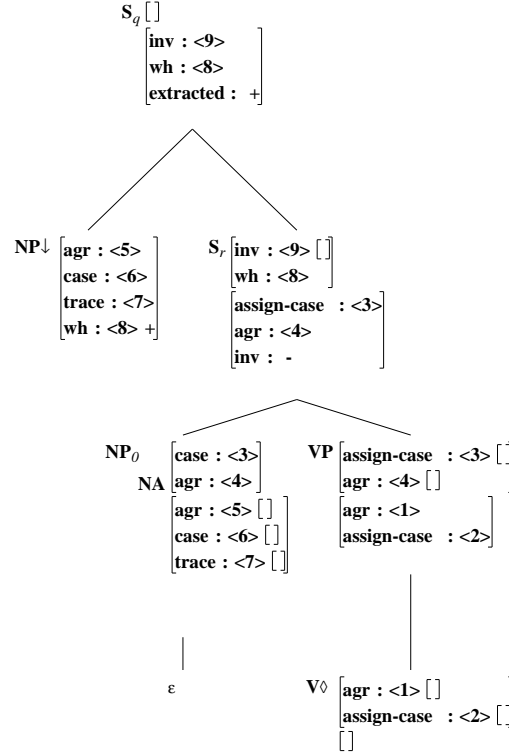 S_q []
inv : <9>
wh : <8>
extracted : +
NP↓ agr : <5>
case : <6>
trace : <7>
wh : <8> +
S_r inv : <9> []
wh : <8>
assign-case : <3>
agr : <4>
inv : -
NP_0 case : <3>
NA agr : <4>
agr : <5> []
case : <6> []
trace : <7> []
VP assign-case : <3> []
agr : <4> []
agr : <1>
assign-case : <2>
ε
V◊ agr : <1> []
assign-case : <2> []
[]